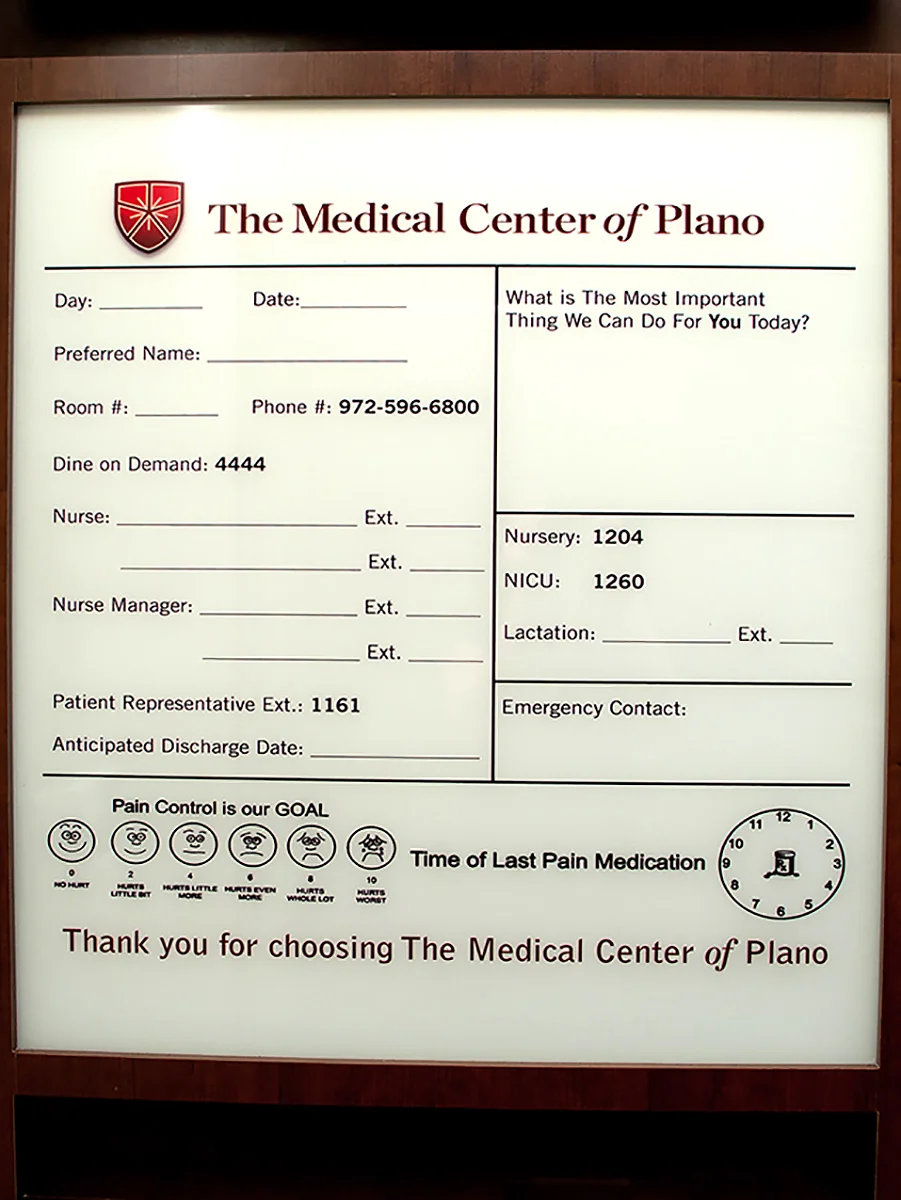 The Medical Center of Plano
Day: Date:
Preferred Name:
Room #: Phone #: 972-596-6800
Dine on Demand: 4444
Nurse: Ext.
Ext.
Nurse Manager: Ext.
Ext.
Patient Representative Ext.: 1161
Anticipated Discharge Date:
What is The Most Important
Thing We Can Do For You Today?
Nursery: 1204
NICU: 1260
Lactation: Ext.
Emergency Contact:
Pain Control is our GOAL
0 2 4 6 8 10
NO HURT HURTS LITTLE BIT HURTS LITTLE MORE HURTS EVEN MORE HURTS WHOLE LOT HURTS WORST
Time of Last Pain Medication
12 1 2 3 4 5 6 7 8 9 10 11
Thank you for choosing The Medical Center of Plano